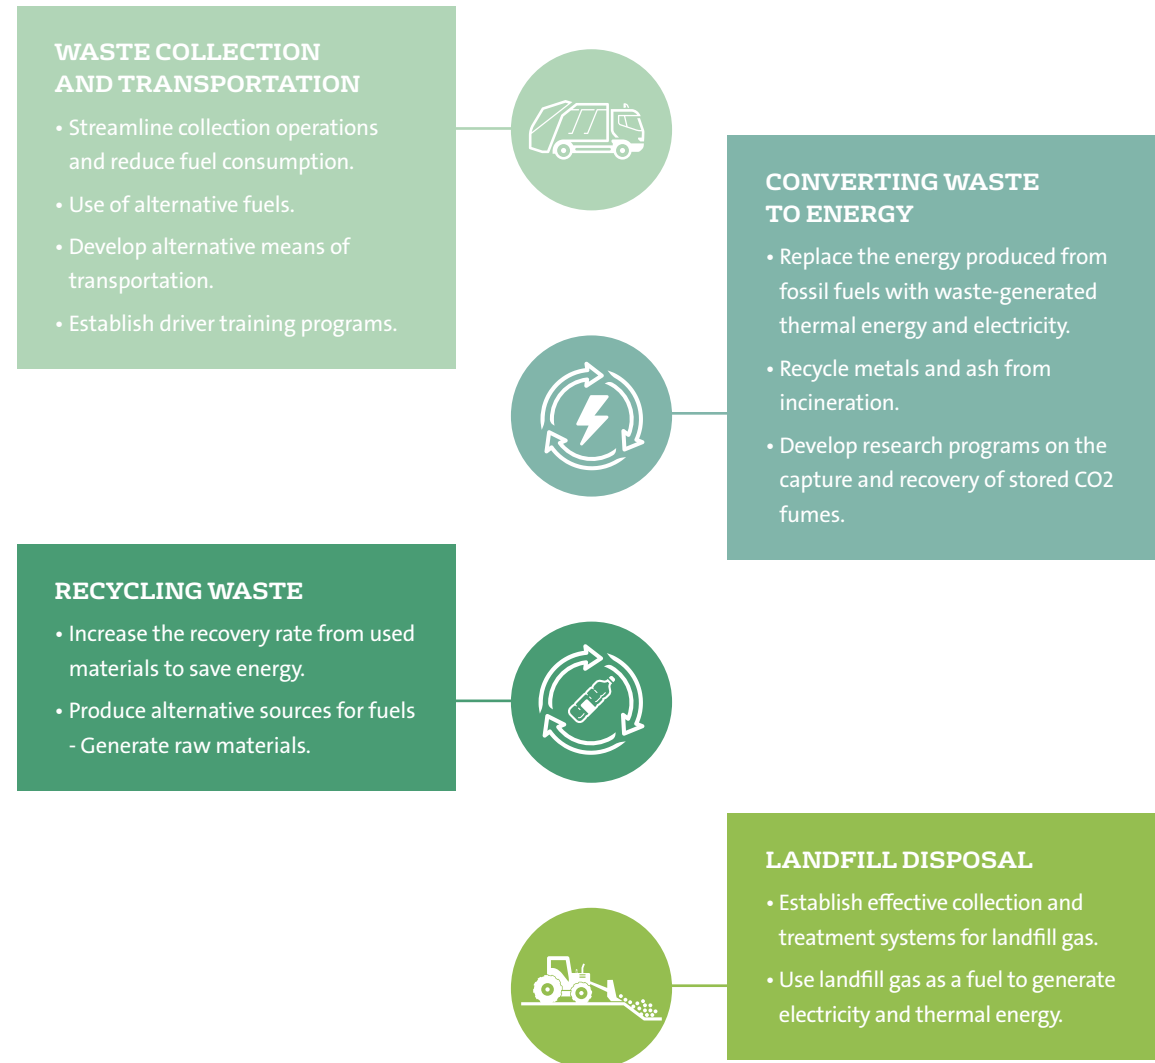 WASTE COLLECTION
AND TRANSPORTATION
• Streamline collection operations
and reduce fuel consumption.
• Use of alternative fuels.
• Develop alternative means of
transportation.
• Establish driver training programs.
CONVERTING WASTE
TO ENERGY
• Replace the energy produced from
fossil fuels with waste-generated
thermal energy and electricity.
• Recycle metals and ash from
incineration.
• Develop research programs on the
capture and recovery of stored CO2
fumes.
RECYCLING WASTE
• Increase the recovery rate from used
materials to save energy.
• Produce alternative sources for fuels
- Generate raw materials.
LANDFILL DISPOSAL
• Establish effective collection and
treatment systems for landfill gas.
• Use landfill gas as a fuel to generate
electricity and thermal energy.